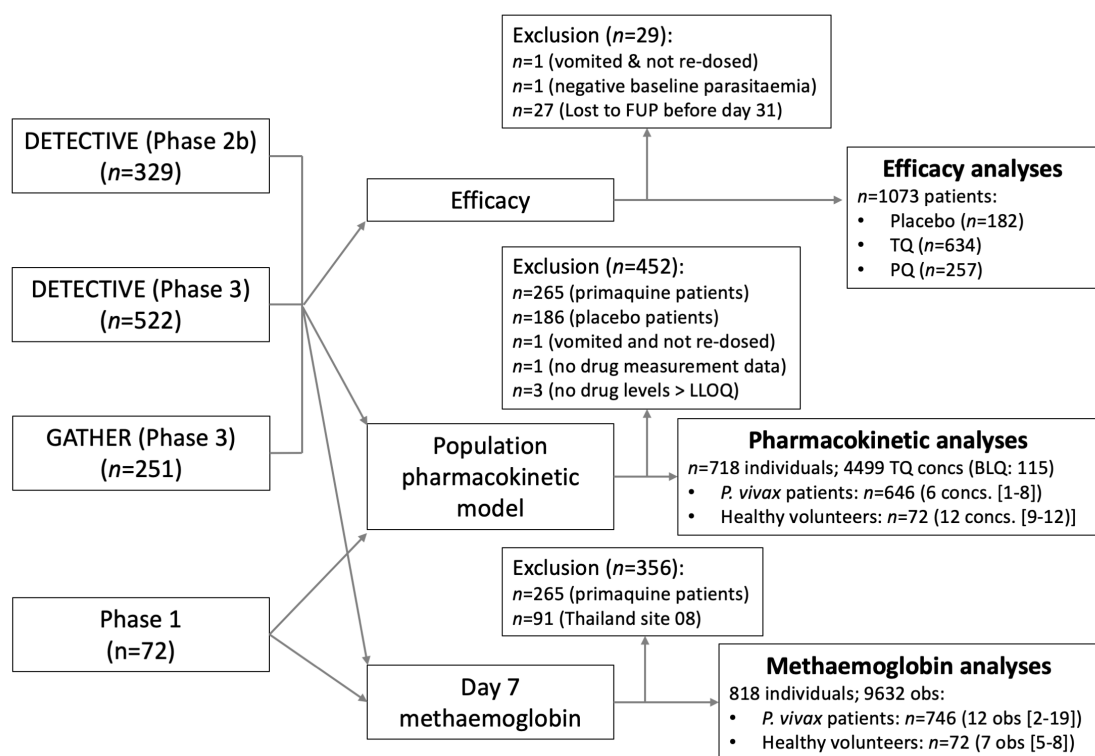 Exclusion (n=29):
n=1 (vomited & not re-dosed)
n=1 (negative baseline parasitaemia)
n=27 (Lost to FUP before day 31)
DETECTIVE (Phase 2b)
(n=329)
Efficacy
Efficacy analyses
n=1073 patients:
• Placebo (n=182)
• TQ (n=634)
• PQ (n=257)
DETECTIVE (Phase 3)
(n=522)
Exclusion (n=452):
n=265 (primaquine patients)
n=186 (placebo patients)
n=1 (vomited and not re-dosed)
n=1 (no drug measurement data)
n=3 (no drug levels > LLOQ)
GATHER (Phase 3)
(n=251)
Population
pharmacokinetic
model
Pharmacokinetic analyses
n=718 individuals; 4499 TQ concs (BLQ: 115)
• P. vivax patients: n=646 (6 concs. [1-8])
• Healthy volunteers: n=72 (12 concs. [9-12)]
Exclusion (n=356):
n=265 (primaquine patients)
n=91 (Thailand site 08)
Phase 1
(n=72)
Day 7
methaemoglobin
Methaemoglobin analyses
818 individuals; 9632 obs:
• P. vivax patients: n=746 (12 obs [2-19])
• Healthy volunteers: n=72 (7 obs [5-8])